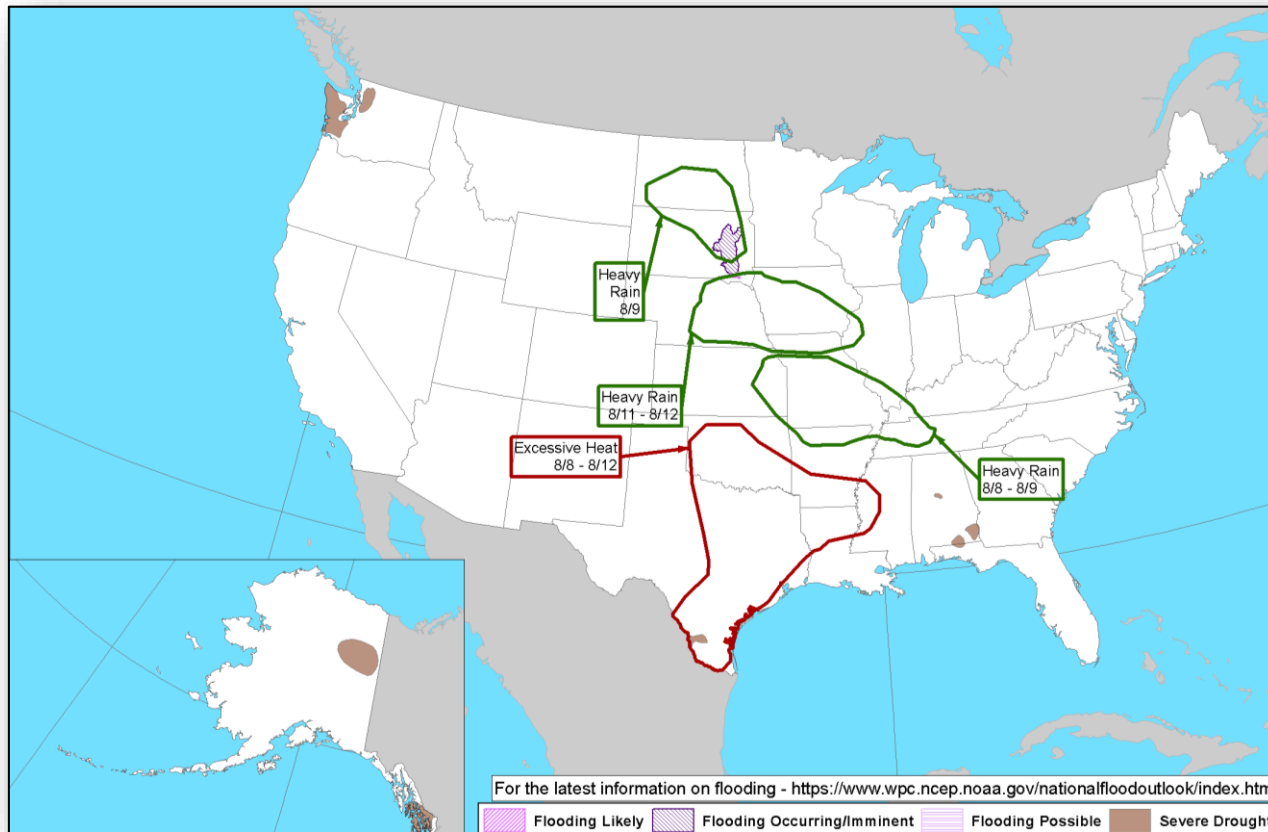 Heavy
Rain
8/9
Heavy Rain
8/11 - 8/12
Excessive Heat
8/8 - 8/12
Heavy Rain
8/8 - 8/9
For the latest information on flooding - https://www.wpc.ncep.noaa.gov/nationalfloodoutlook/index.htm
Flooding Likely Flooding Occurring/Imminent Flooding Possible Severe Drought